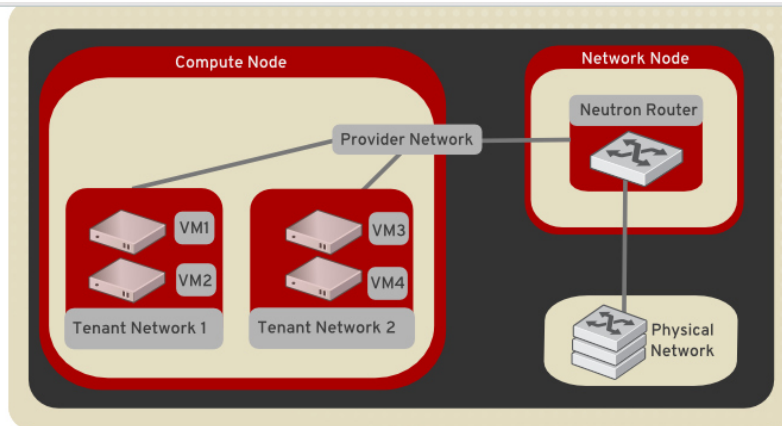 Compute Node
Network Node
Neutron Router
Provider Network
VM1
VM3
VM2
VM4
Tenant Network 1
Tenant Network 2
Physical
Network